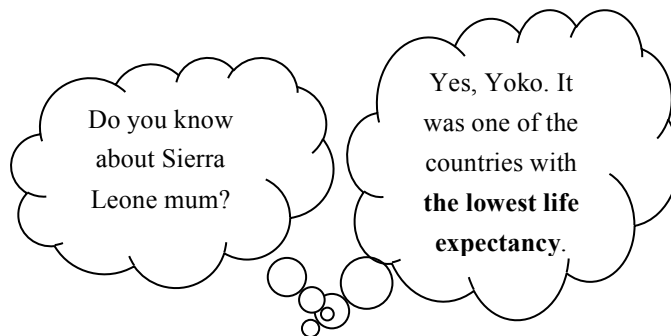 Do you know
about Sierra
Leone mum?
Yes, Yoko. It
was one of the
countries with
the lowest life
expectancy.